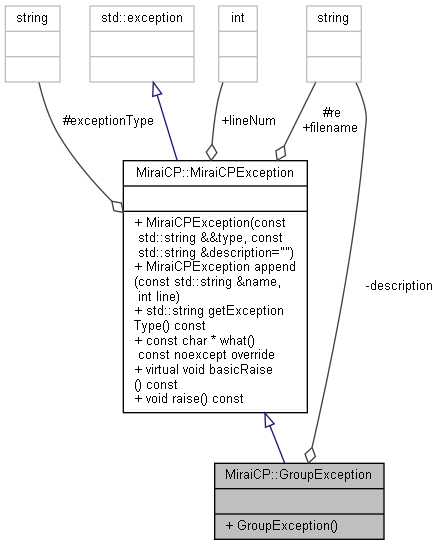 string
std::exception
int
string
#exceptionType
+lineNum
#re
+filename
MiraiCP::MiraiCPException
+ MiraiCPException(const
std::string &&type, const
std::string &description="")
+ MiraiCPException append
(const std::string &name,
int line)
+ std::string getException
Type() const
+ const char * what()
const noexcept override
+ virtual void basicRaise
() const
+ void raise() const
-description
MiraiCP::GroupException
+ GroupException()